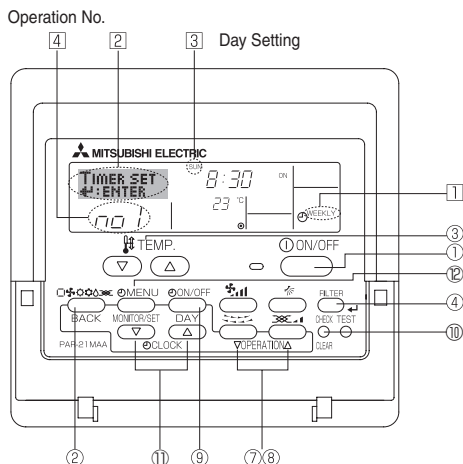 Operation No.
4 2 3 Day Setting
MITSUBISHI ELECTRIC
SUN
TIMER SET
↵:ENTER
8:30 ON
no 1
23 °C
WEEKLY
1
TEMP. ON/OFF
③
①
⑫
MENU ON/OFF FILTER
④
BACK MONITOR/SET DAY CHECK TEST
⑩
PAR-21MAA CLOCK OPERATION CLEAR
② ⑪ ⑨ ⑦ ⑧